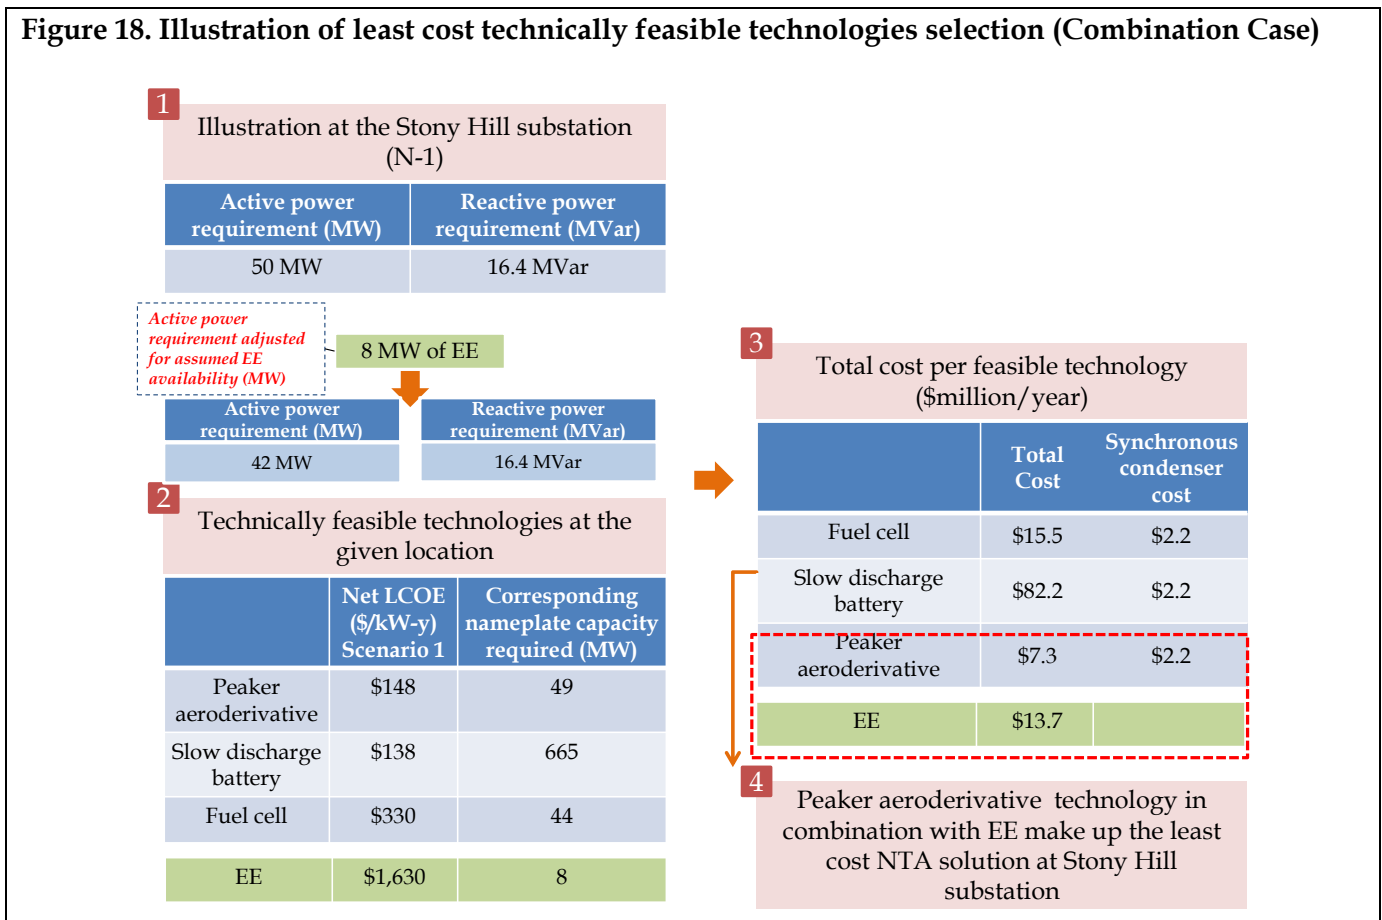 Figure 18. Illustration of least cost technically feasible technologies selection (Combination Case)
1
Illustration at the Stony Hill substation
(N-1)
Active power
requirement (MW)
Reactive power
requirement (MVar)
50 MW
16.4 MVar
Active power
requirement adjusted
for assumed EE
availability (MW)
8 MW of EE
Active power
requirement (MW)
Reactive power
requirement (MVar)
42 MW
16.4 MVar
2
Technically feasible technologies at the
given location
Net LCOE
($/kW-y)
Scenario 1
Corresponding
nameplate capacity
required (MW)
Peaker
aeroderivative
$148
49
Slow discharge
battery
$138
665
Fuel cell
$330
44
EE
$1,630
8
3
Total cost per feasible technology
($million/year)
Total
Cost
Synchronous
condenser
cost
Fuel cell
$15.5
$2.2
Slow discharge
battery
$82.2
$2.2
Peaker
aeroderivative
$7.3
$2.2
EE
$13.7
4
Peaker aeroderivative technology in
combination with EE make up the least
cost NTA solution at Stony Hill
substation